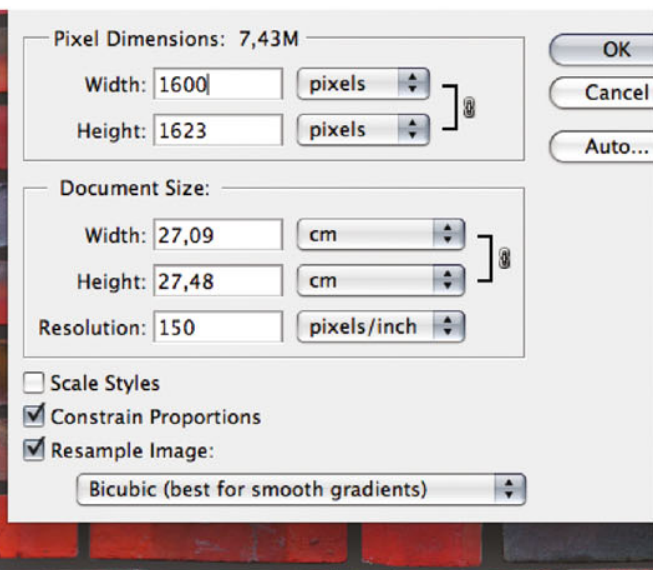 Pixel Dimensions: 7,43M
OK
Width: 1600 pixels
Cancel
Height: 1623 pixels
Auto...
Document Size:
Width: 27,09 cm
Height: 27,48 cm
Resolution: 150 pixels/inch
Scale Styles
Constrain Proportions
Resample Image:
Bicubic (best for smooth gradients)